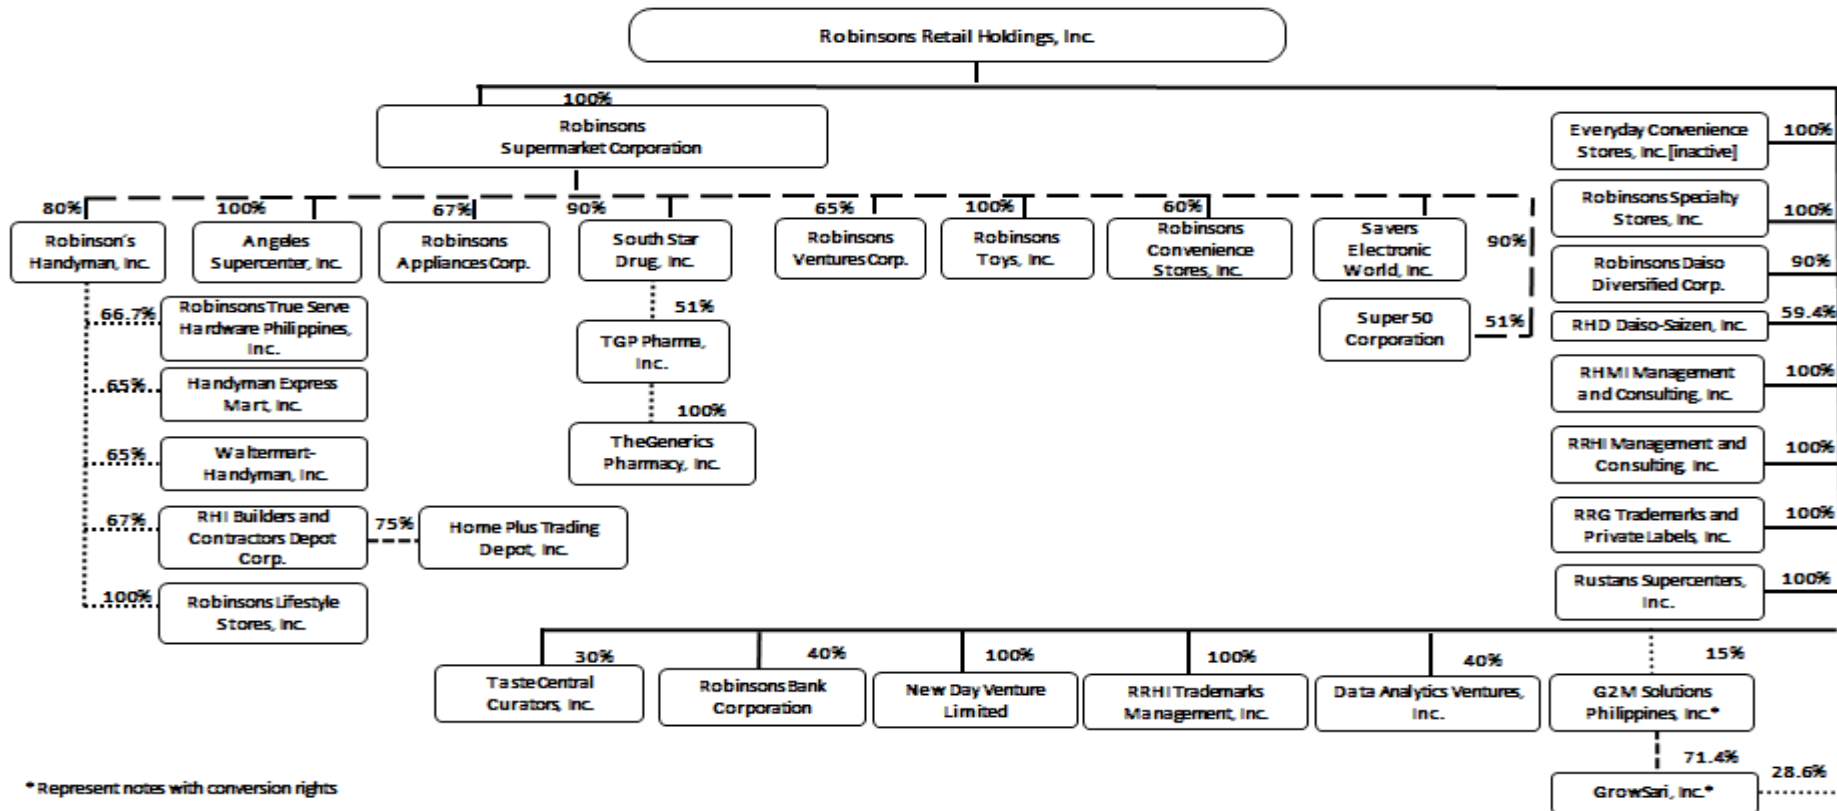 Robinsons Retail Holdings, Inc.
100%
Robinsons
Supermarket Corporation
80%
Robinson´s
Handyman, Inc.
100%
Angeles
Supercenter, Inc.
67%
Robinsons
Appliances Corp.
90%
South Star
Drug, Inc.
65%
Robinsons
Ventures Corp.
100%
Robinsons
Toys, Inc.
60%
Robinsons
Convenience
Stores, Inc.
Savers
Electronic
World, Inc.
90%
Super 50
Corporation
51%
66.7%
Robinsons True Serve
Hardware Philippines,
Inc.
65%
Handyman Express
Mart, Inc.
65%
Waltermart-
Handyman, Inc.
67%
RHI Builders and
Contractors Depot
Corp.
75%
Home Plus Trading
Depot, Inc.
100%
Robinsons Lifestyle
Stores, Inc.
51%
TGP Pharma,
Inc.
100%
TheGenerics
Pharmacy, Inc.
Everyday Convenience
Stores, Inc.[inactive]
100%
Robinsons Specialty
Stores, Inc.
100%
Robinsons Daiso
Diversified Corp.
90%
RHD Daiso-Saizen, Inc.
59.4%
RHMI Management
and Consulting, Inc.
100%
RRHI Management and
Consulting, Inc.
100%
RRG Trademarks and
Private Labels, Inc.
100%
Rustans Supercenters,
Inc.
100%
30%
TasteCentral
Curators, Inc.
40%
Robinsons Bank
Corporation
100%
New Day Venture
Limited
100%
RRHI Trademarks
Management, Inc.
40%
Data Analytics Ventures,
Inc.
15%
G2M Solutions
Philippines, Inc.*
71.4%
GrowSari, Inc.*
28.6%
* Represent notes with conversion rights